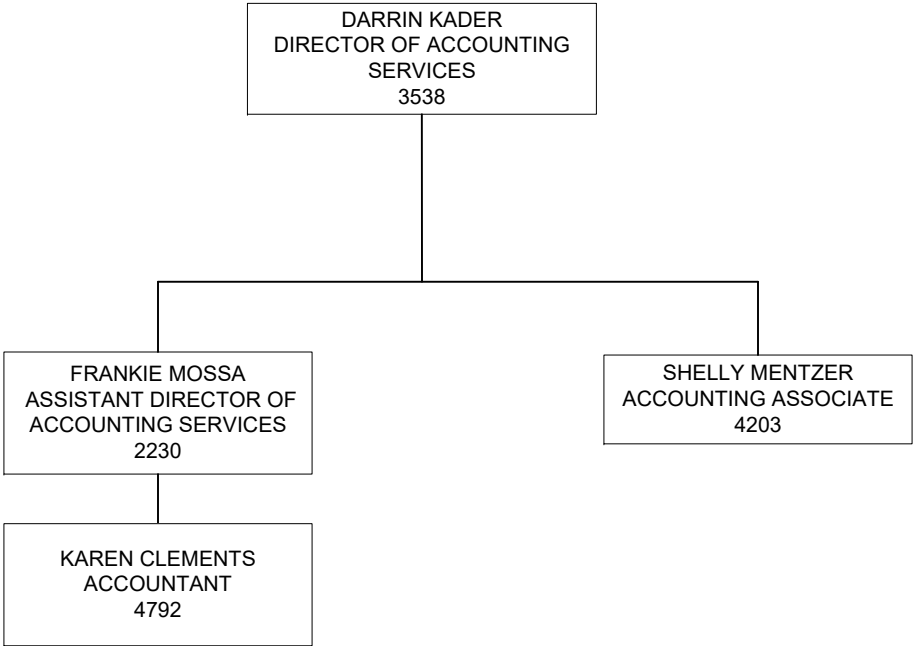 DARRIN KADER
DIRECTOR OF ACCOUNTING
SERVICES
3538
FRANKIE MOSSA
ASSISTANT DIRECTOR OF
ACCOUNTING SERVICES
2230
SHELLY MENTZER
ACCOUNTING ASSOCIATE
4203
KAREN CLEMENTS
ACCOUNTANT
4792